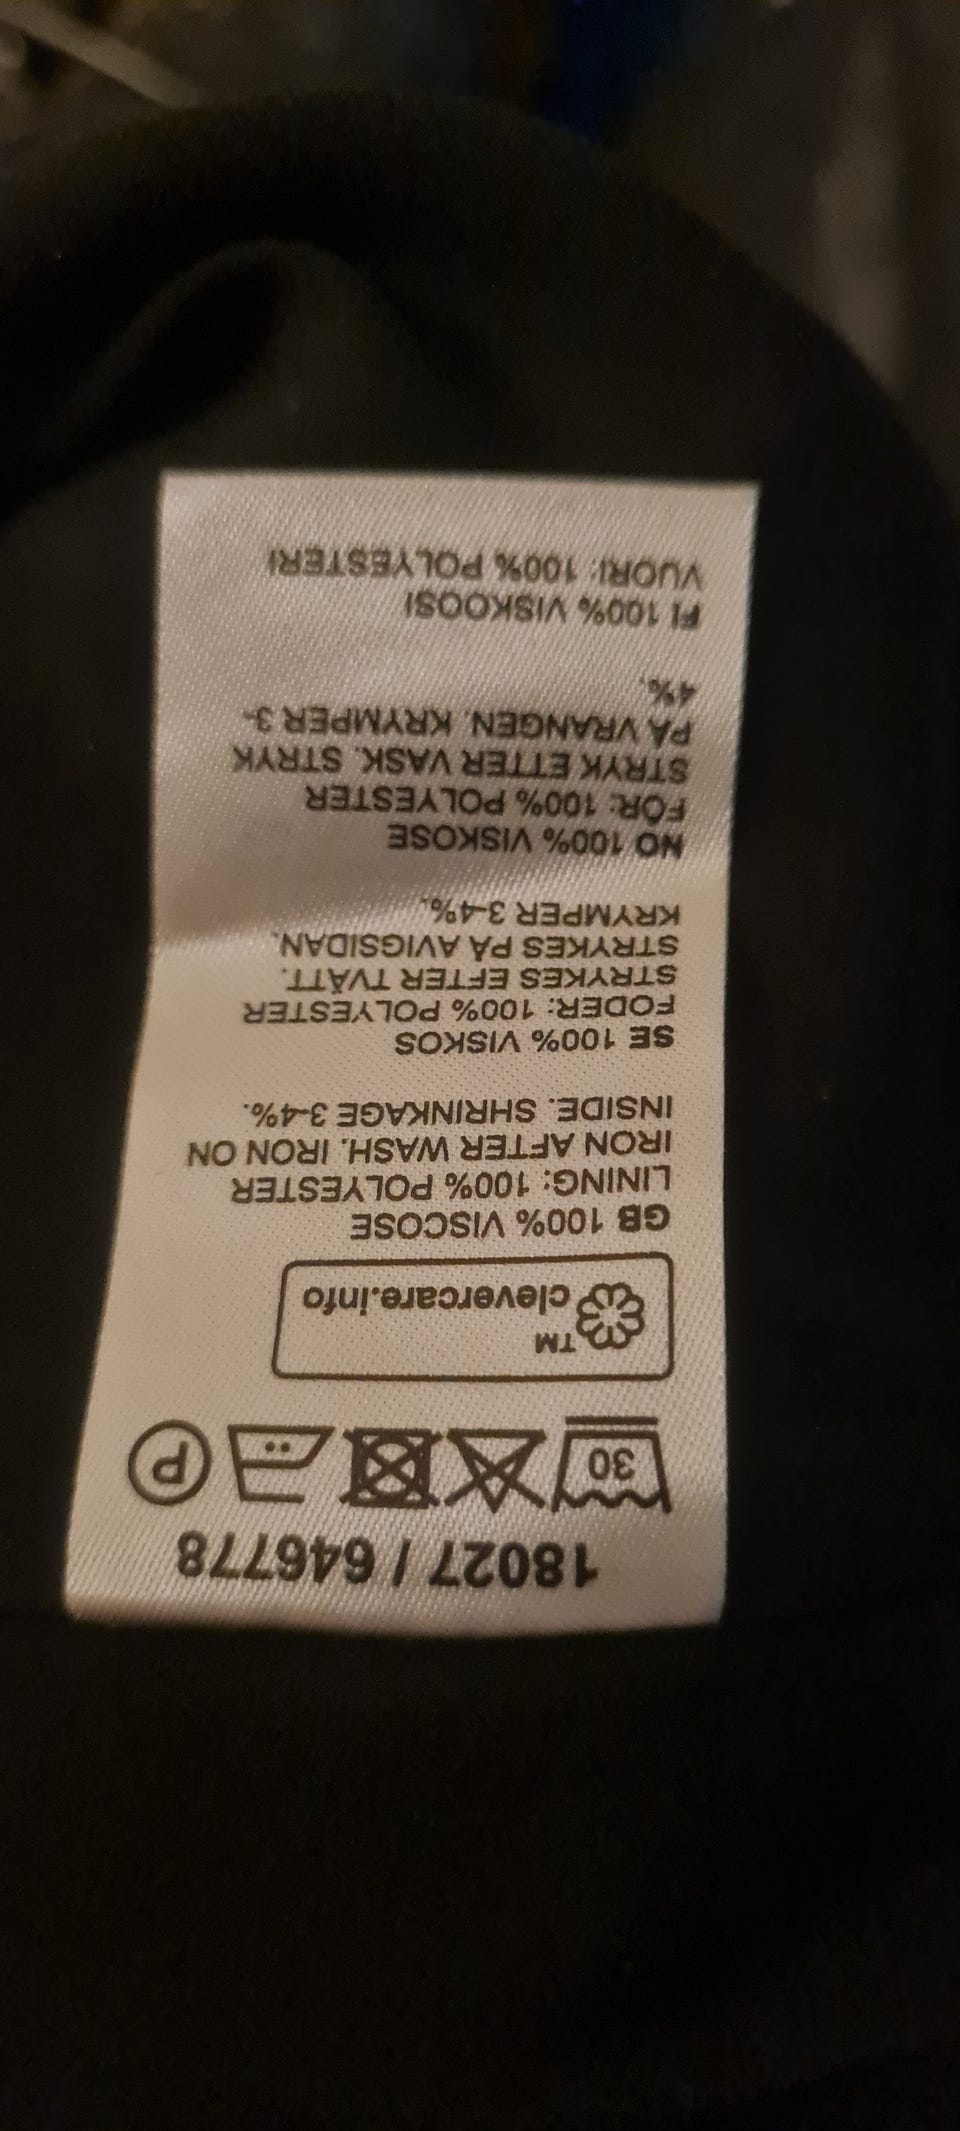 18027 / 646778
30
P
TM
clevercare.info
GB 100% VISCOSE
LINING: 100% POLYESTER
IRON AFTER WASH. IRON ON
INSIDE. SHRINKAGE 3-4%.
SE 100% VISKOS
FODER: 100% POLYESTER
STRYKES EFTER TVÄTT.
STRYKES PÅ AVIGSIDAN.
KRYMPER 3-4%.
NO 100% VISKOSE
FÔR: 100% POLYESTER
STRYK ETTER VASK. STRYK
PÅ VRANGEN. KRYMPER 3-
4%.
FI 100% VISKOOSI
VUORI: 100% POLYESTERI